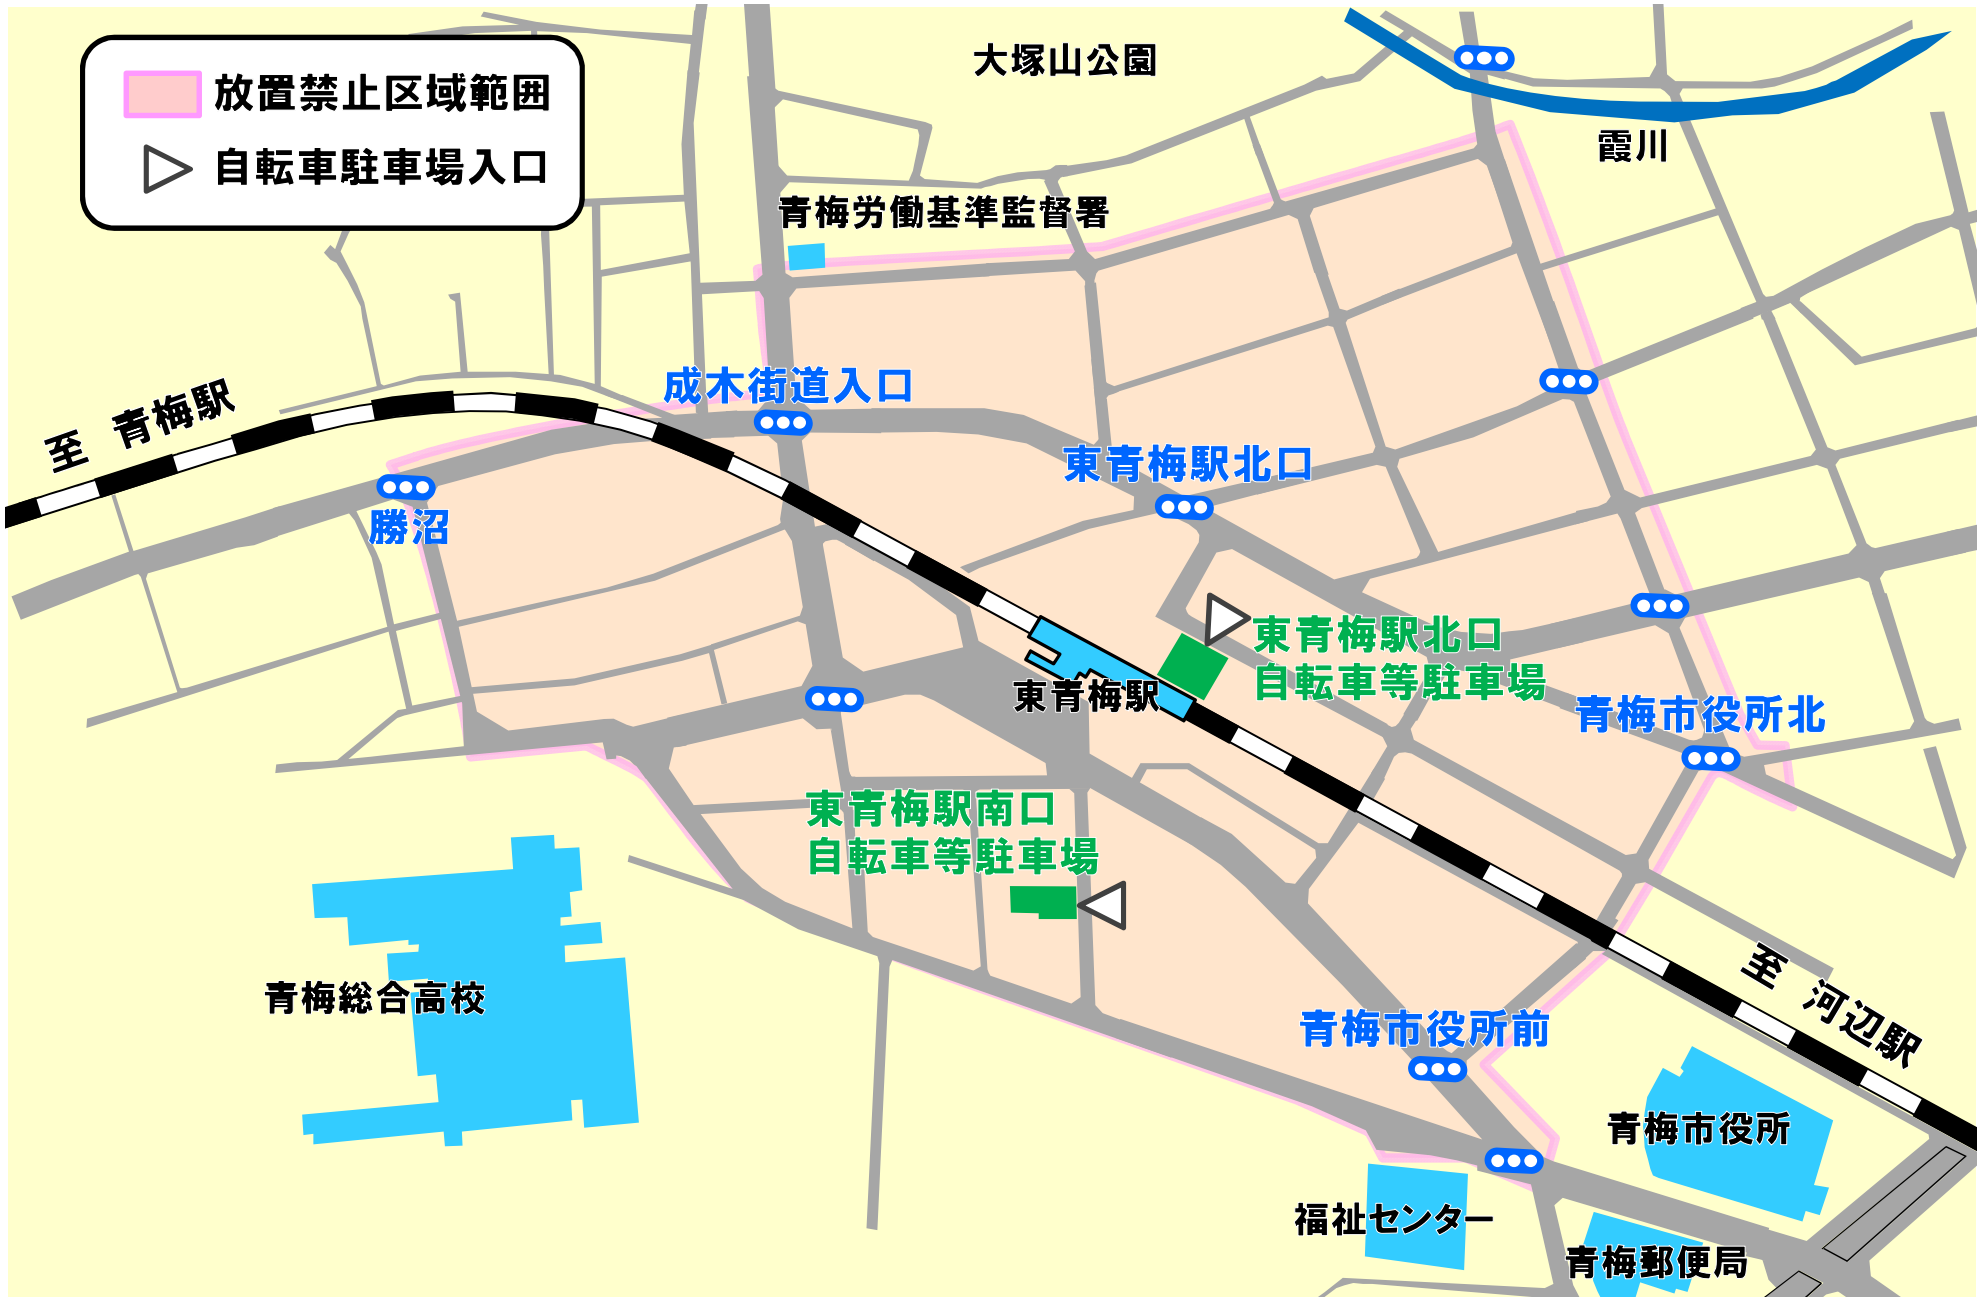 大塚山公園
放置禁止区域範囲
自転車駐車場入口
霞川
青梅労働基準監督署
成木街道入口
至 青梅駅
東青梅駅北口
勝沼
東青梅駅北口
自転車等駐車場
東青梅駅
青梅市役所北
東青梅駅南口
自転車等駐車場
至 河辺駅
青梅総合高校
青梅市役所前
青梅市役所
福祉センター
青梅郵便局